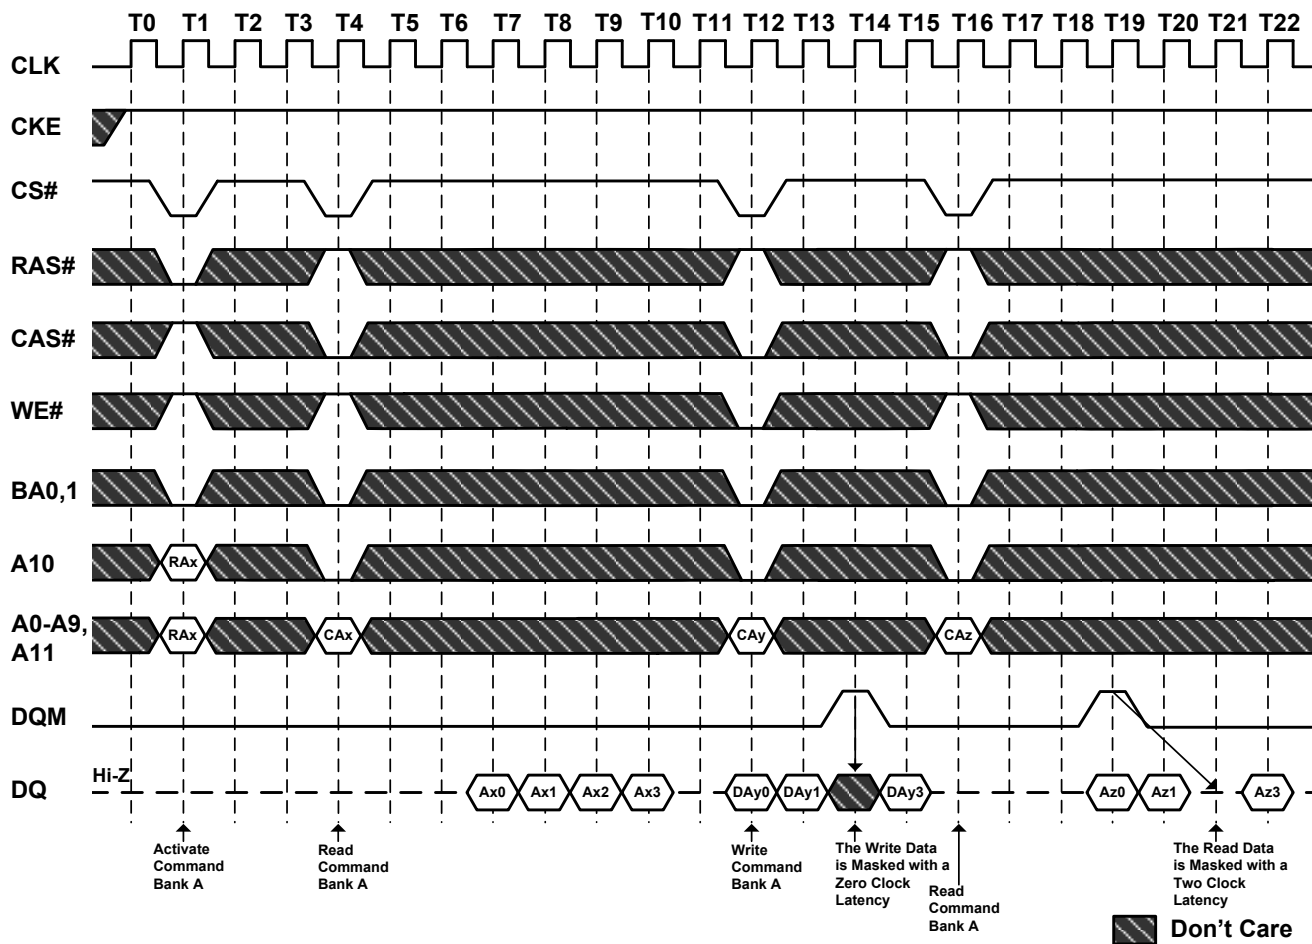 T0 T1 T2 T3 T4 T5 T6 T7 T8 T9 T10 T11 T12 T13 T14 T15 T16 T17 T18 T19 T20 T21 T22
CLK
CKE
CS#
RAS#
CAS#
WE#
BA0,1
A10 RAx
A0-A9,
A11
RAx CAx CAy CAz
DQM
Hi-Z
DQ Ax0 Ax1 Ax2 Ax3 DAy0 DAy1 DAy3 Az0 Az1 Az3
Activate
Command
Bank A
Read
Command
Bank A
Write
Command
Bank A
The Write Data
is Masked with a
Zero Clock
Latency
Read
Command
Bank A
The Read Data
is Masked with a
Two Clock
Latency
Don't Care